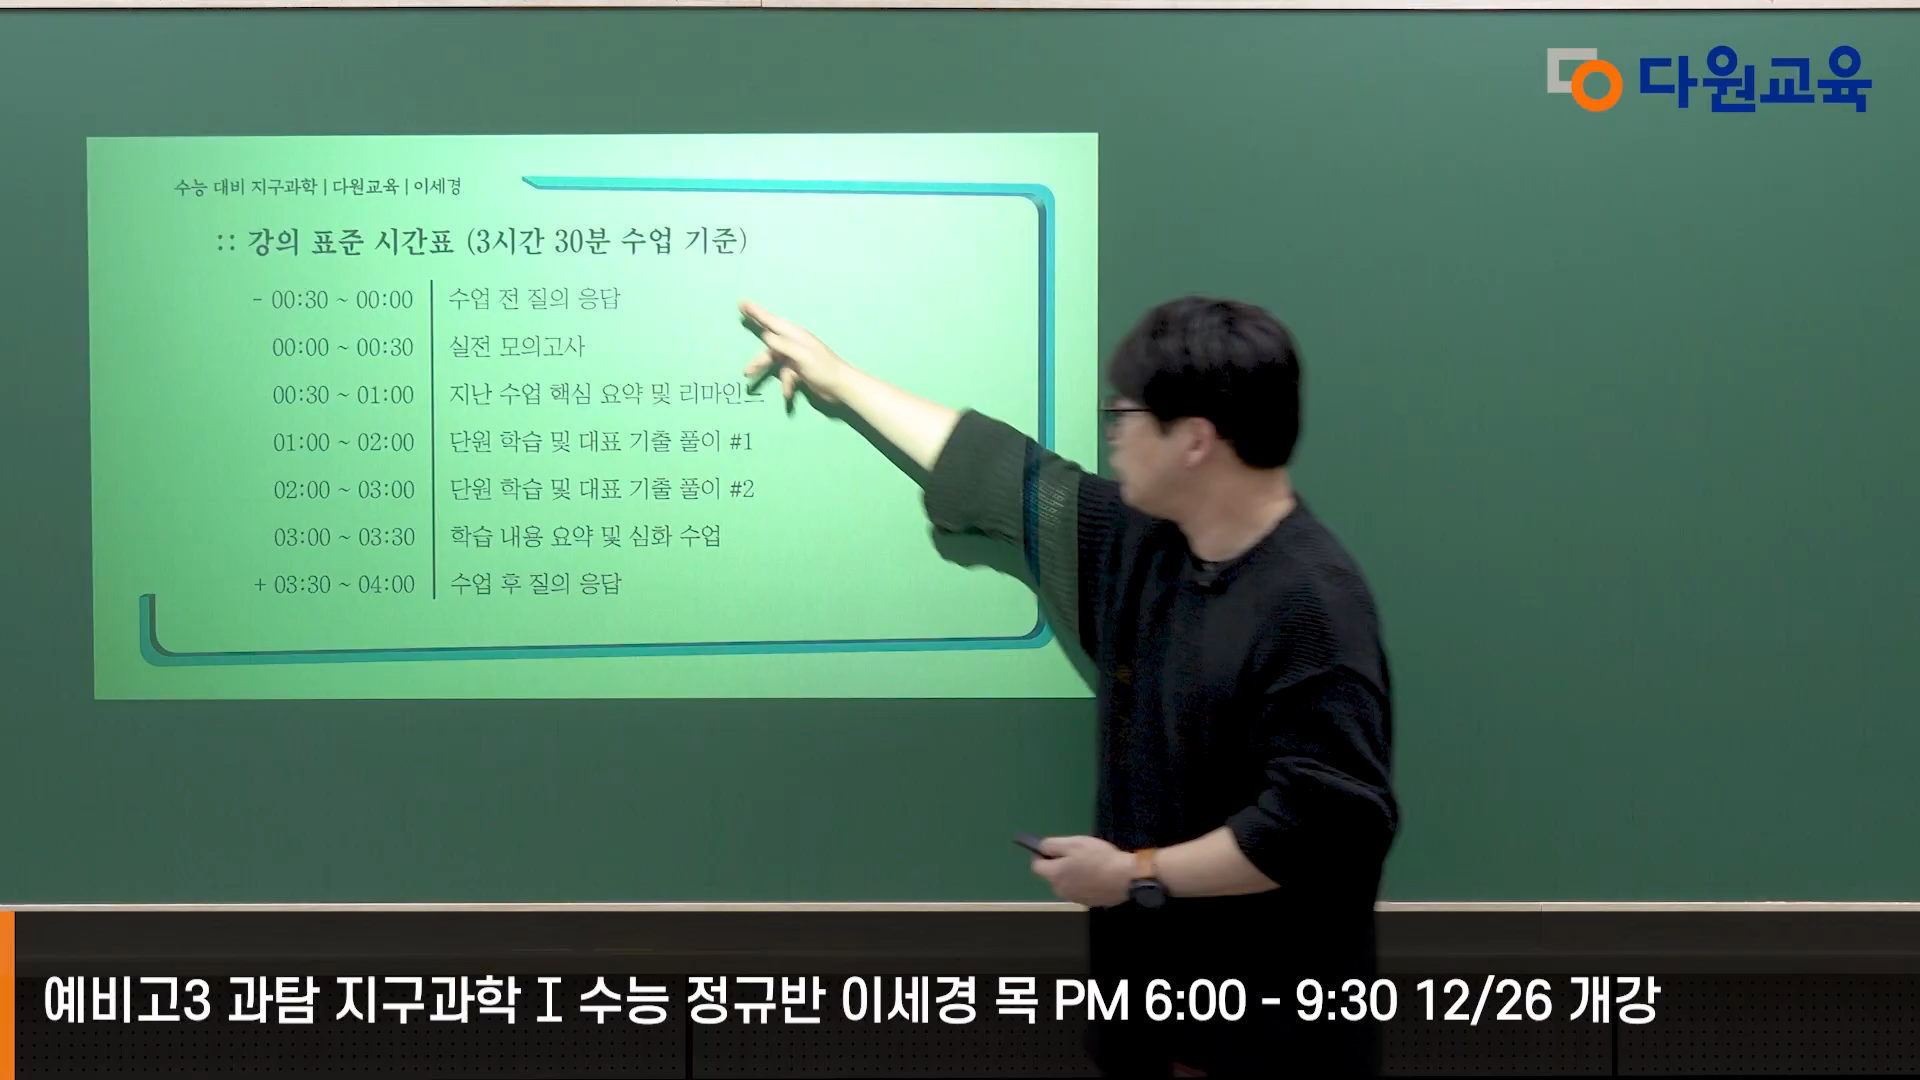 다원교육
수능 대비 지구과학 | 다원교육 | 이세경
:: 강의 표준 시간표 (3시간 30분 수업 기준)
- 00:30 ~ 00:00 수업 전 질의 응답
00:00 ~ 00:30 실전 모의고사
00:30 ~ 01:00 지난 수업 핵심 요약 및 리마인드
01:00 ~ 02:00 단원 학습 및 대표 기출 풀이 #1
02:00 ~ 03:00 단원 학습 및 대표 기출 풀이 #2
03:00 ~ 03:30 학습 내용 요약 및 심화 수업
+ 03:30 ~ 04:00 수업 후 질의 응답
예비고3 과탐 지구과학 I 수능 정규반 이세경 목 PM 6:00 - 9:30 12/26 개강